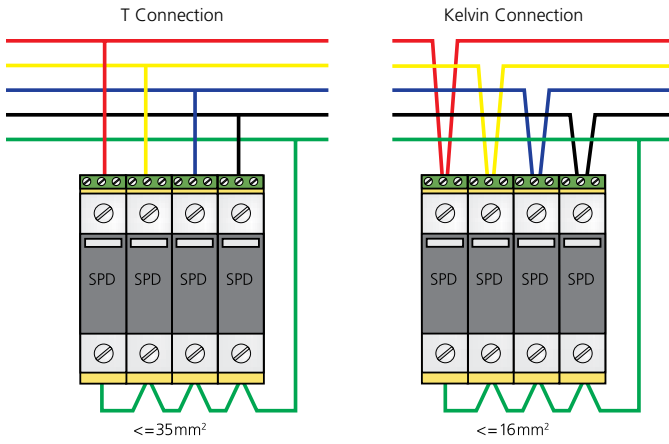 T Connection
Kelvin Connection
SPD SPD SPD SPD
SPD SPD SPD SPD
<=35mm²
<=16mm²